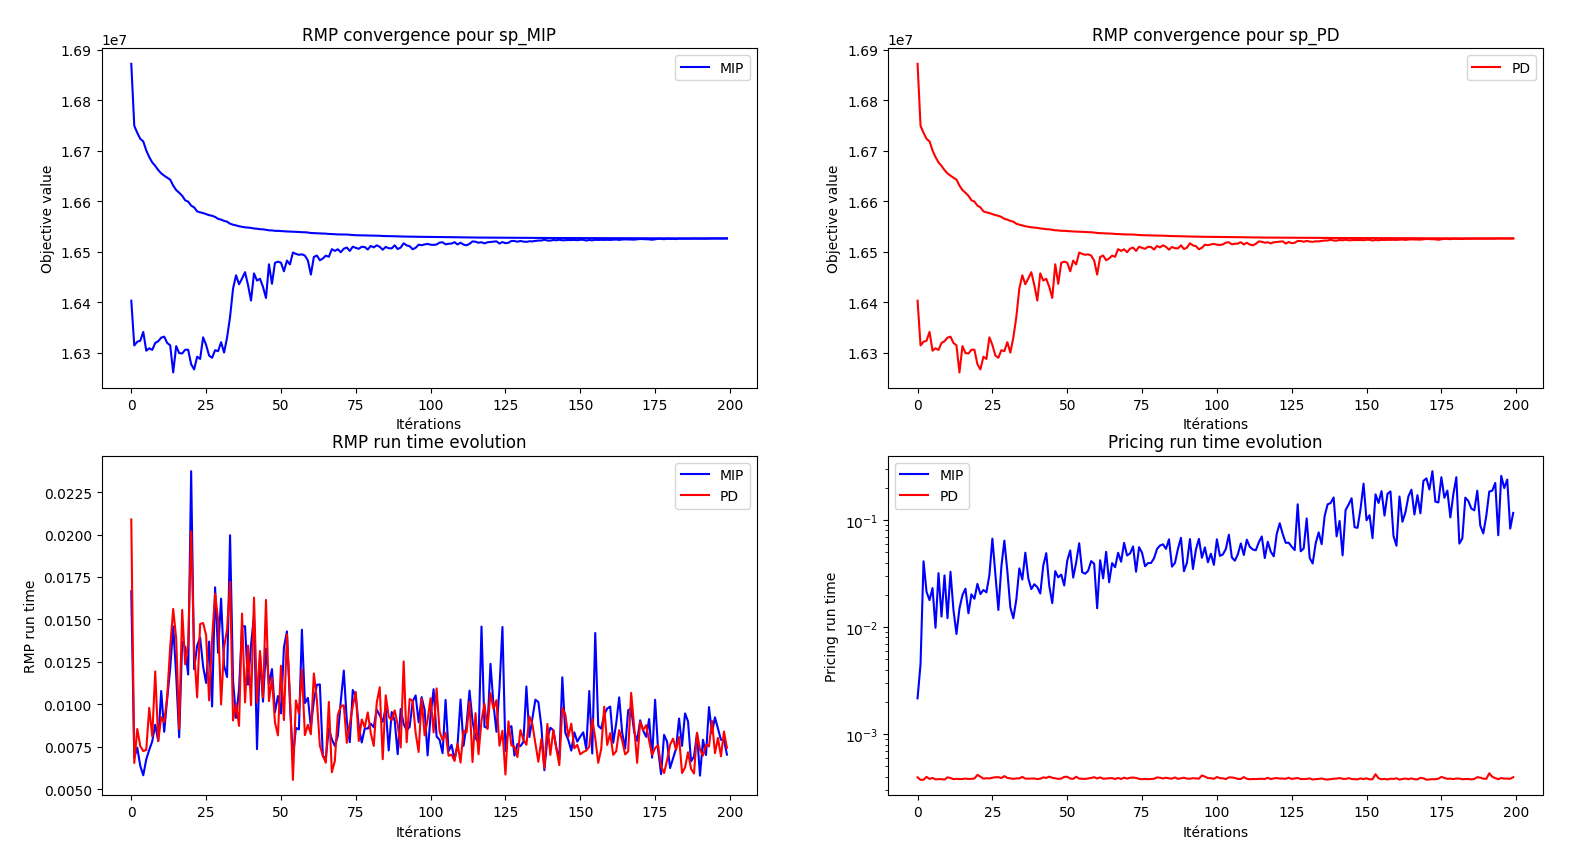 RMP convergence pour sp_MIP
1e7
MIP
1.69
1.68
1.67
1.66
1.65
1.64
1.63
Objective value
0 25 50 75 100 125 150 175 200
Itérations
RMP convergence pour sp_PD
1e7
PD
1.69
1.68
1.67
1.66
1.65
1.64
1.63
Objective value
0 25 50 75 100 125 150 175 200
Itérations
RMP run time evolution
MIP
PD
0.0225
0.0200
0.0175
0.0150
0.0125
0.0100
0.0075
0.0050
RMP run time
0 25 50 75 100 125 150 175 200
Itérations
Pricing run time evolution
MIP
PD
10⁻¹
10⁻²
10⁻³
Pricing run time
0 25 50 75 100 125 150 175 200
Itérations